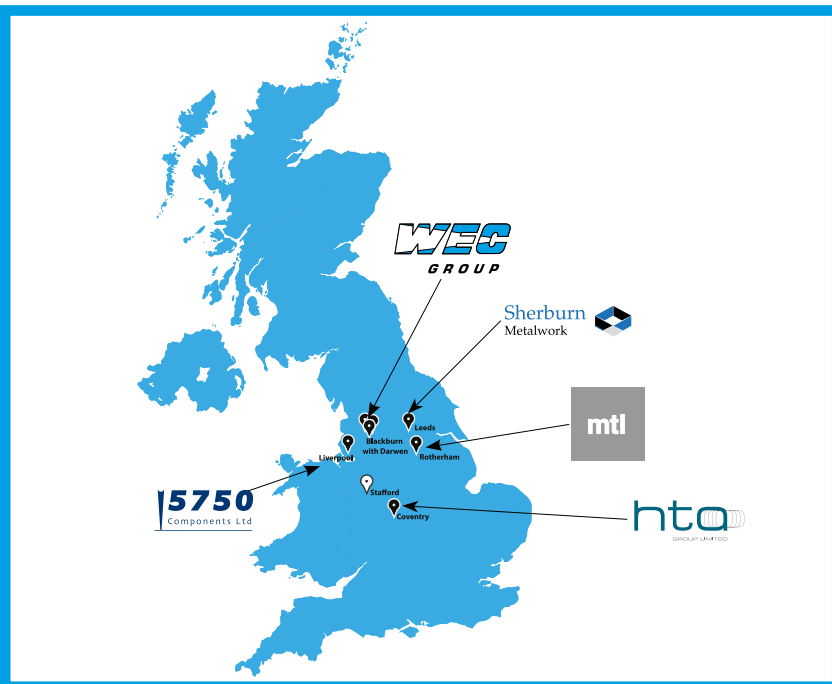 WEC
GROUP
Sherburn
Metalwork
mtl
Leeds
Blackburn
with Darwen
Liverpool
Rotherham
5750
Components Ltd
Stafford
Coventry
hta
GROUP LIMITED